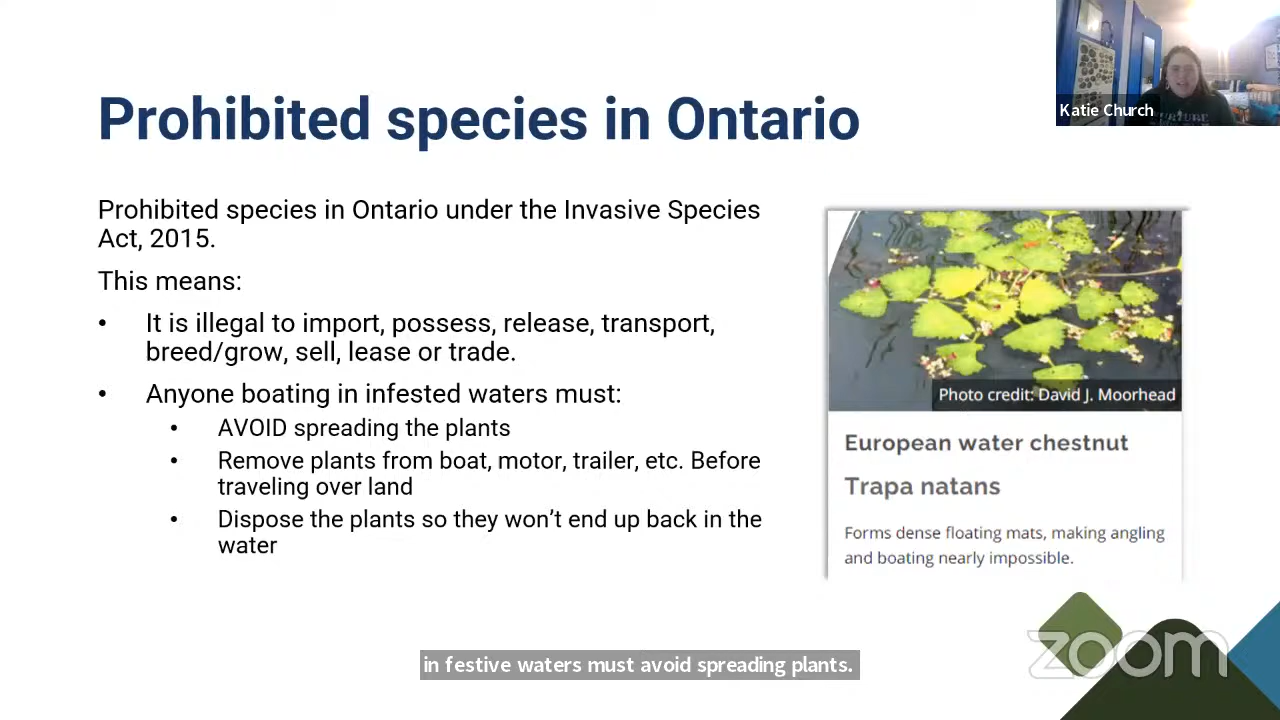 Katie Church
Prohibited species in Ontario
Prohibited species in Ontario under the Invasive Species
Act, 2015.
This means:
• It is illegal to import, possess, release, transport,
breed/grow, sell, lease or trade.
• Anyone boating in infested waters must:
• AVOID spreading the plants
• Remove plants from boat, motor, trailer, etc. Before
traveling over land
• Dispose the plants so they won’t end up back in the
water
Photo credit: David J. Moorhead
European water chestnut
Trapa natans
Forms dense floating mats, making angling
and boating nearly impossible.
zoom
in festive waters must avoid spreading plants.